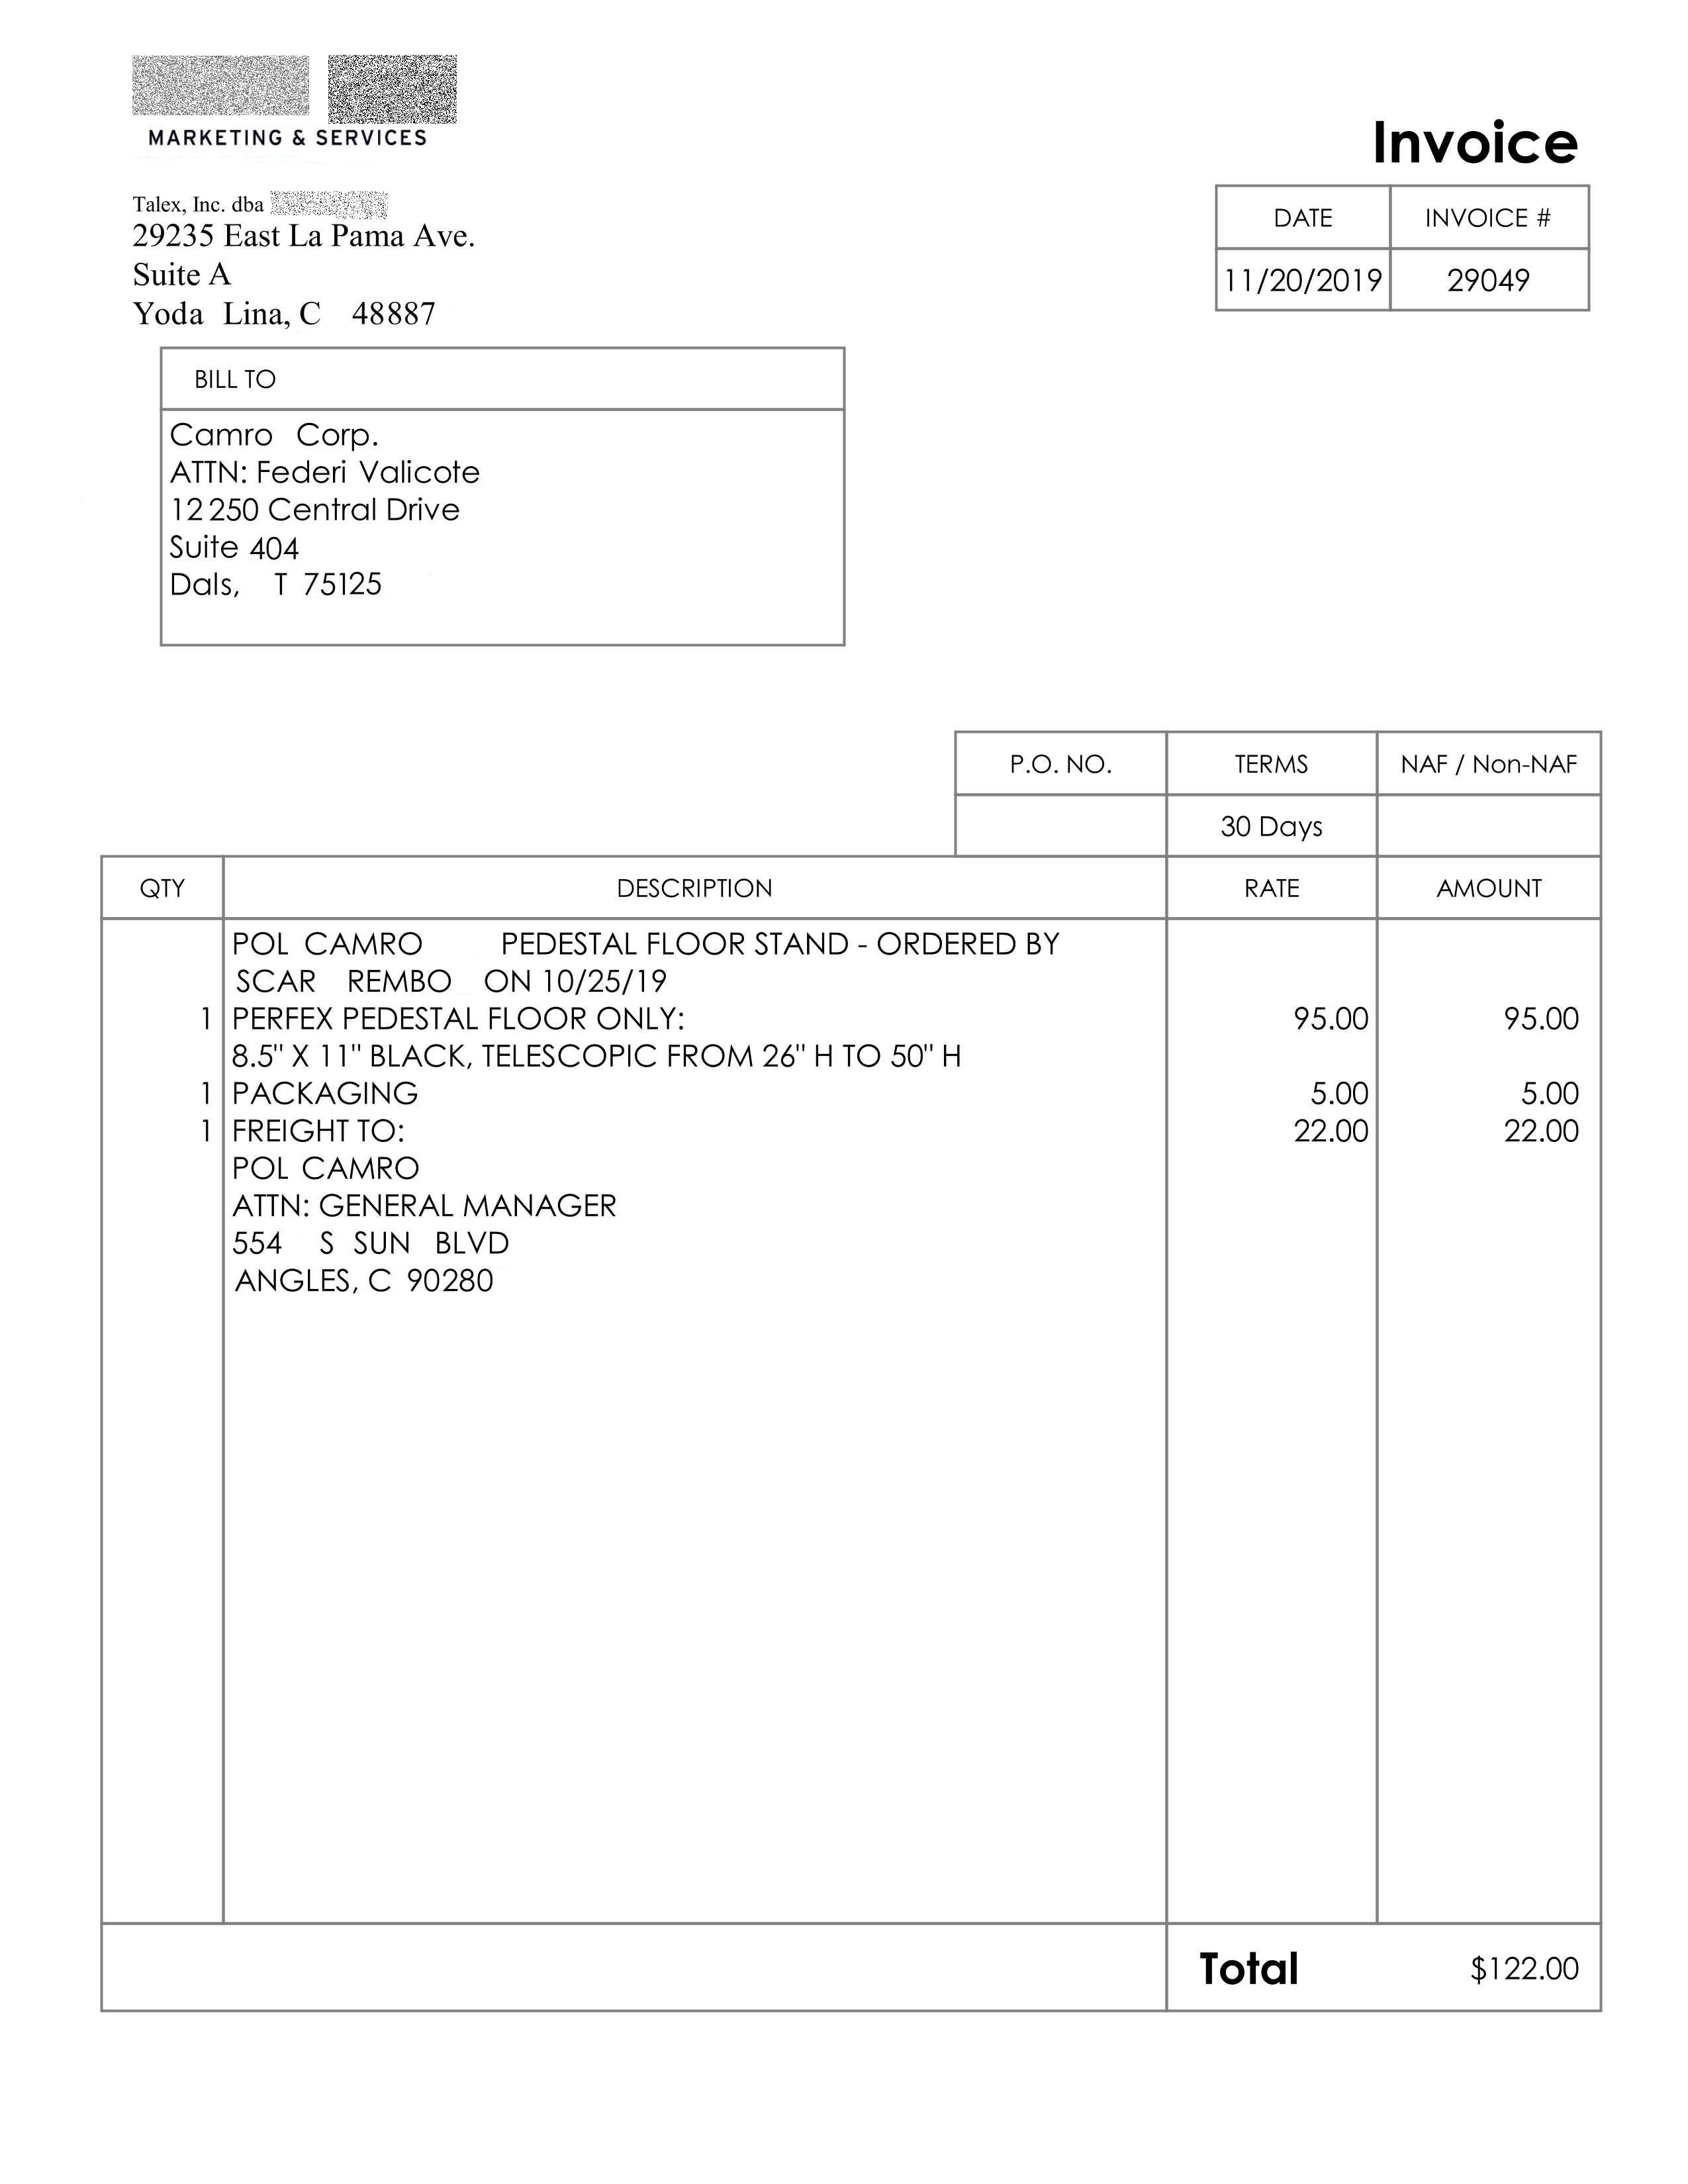 MARKETING & SERVICES
Invoice
Talex, Inc. dba
29235 East La Pama Ave.
Suite A
Yoda Lina, C 48887
DATE INVOICE #
11/20/2019 29049
BILL TO
Camro Corp.
ATTN: Federi Valicote
12250 Central Drive
Suite 404
Dals, T 75125
P.O. NO. TERMS NAF / Non-NAF
30 Days
QTY DESCRIPTION RATE AMOUNT
POL CAMRO PEDESTAL FLOOR STAND - ORDERED BY
SCAR REMBO ON 10/25/19
1 PERFEX PEDESTAL FLOOR ONLY: 95.00 95.00
8.5" X 11" BLACK, TELESCOPIC FROM 26" H TO 50" H
1 PACKAGING 5.00 5.00
1 FREIGHT TO: 22.00 22.00
POL CAMRO
ATTN: GENERAL MANAGER
554 S SUN BLVD
ANGLES, C 90280
Total $122.00